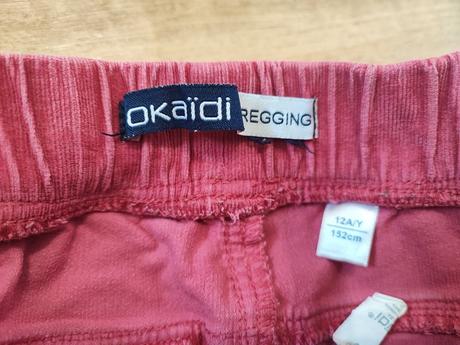 oKaïdi
REGGING
12A/Y
152cm